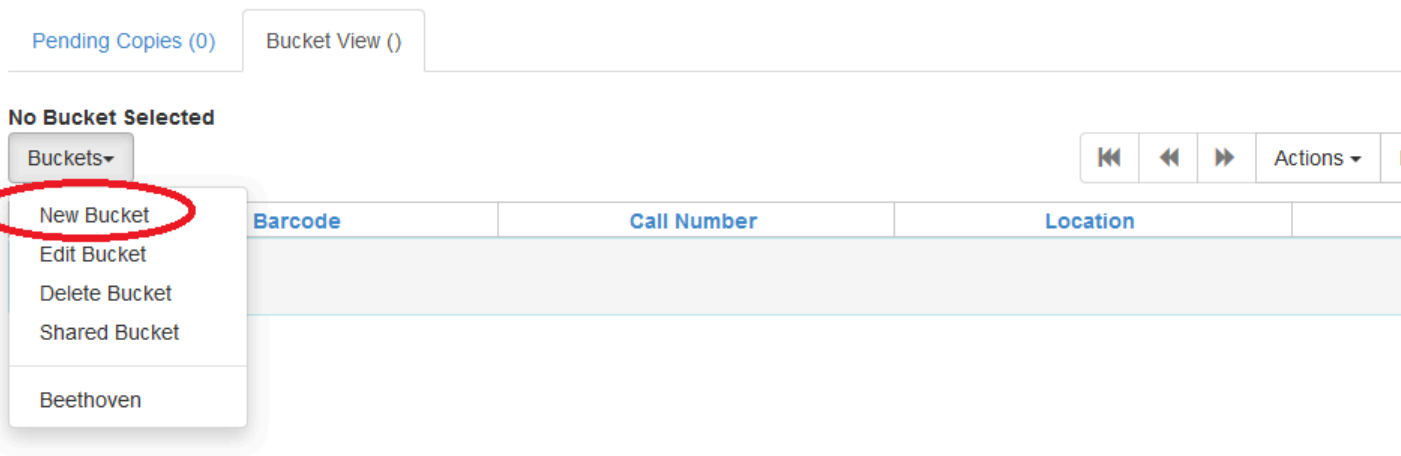 Pending Copies (0) Bucket View ()
No Bucket Selected
Buckets
Actions
New Bucket
Barcode Call Number Location
Edit Bucket
Delete Bucket
Shared Bucket
Beethoven